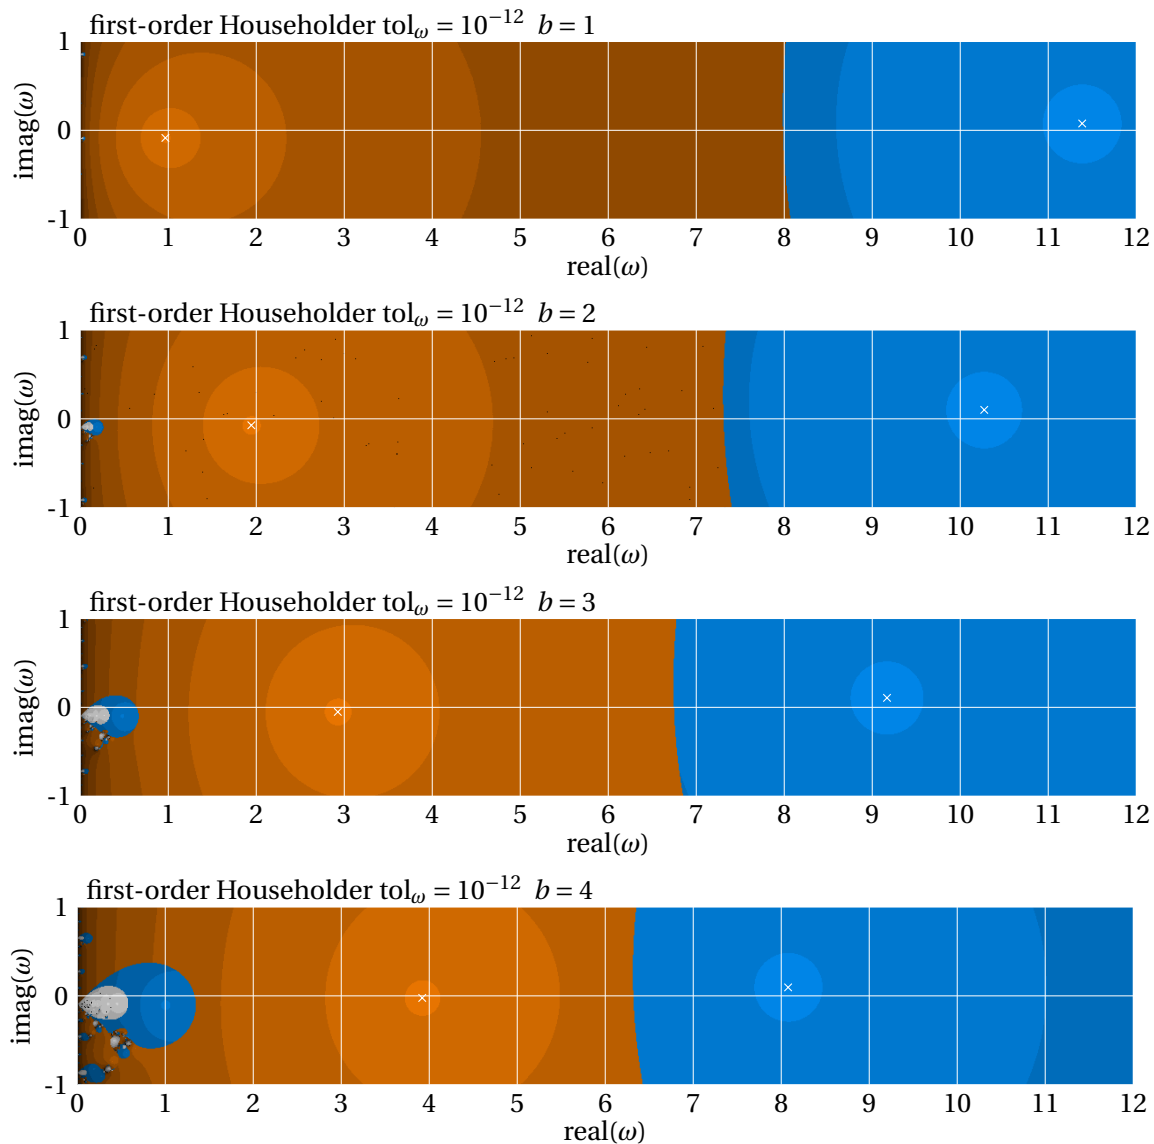 first-order Householder tolω = 10⁻¹² b = 1
1
0
-1
imag(ω)
0 1 2 3 4 5 6 7 8 9 10 11 12
real(ω)
first-order Householder tolω = 10⁻¹² b = 2
1
0
-1
imag(ω)
0 1 2 3 4 5 6 7 8 9 10 11 12
real(ω)
first-order Householder tolω = 10⁻¹² b = 3
1
0
-1
imag(ω)
0 1 2 3 4 5 6 7 8 9 10 11 12
real(ω)
first-order Householder tolω = 10⁻¹² b = 4
1
0
-1
imag(ω)
0 1 2 3 4 5 6 7 8 9 10 11 12
real(ω)